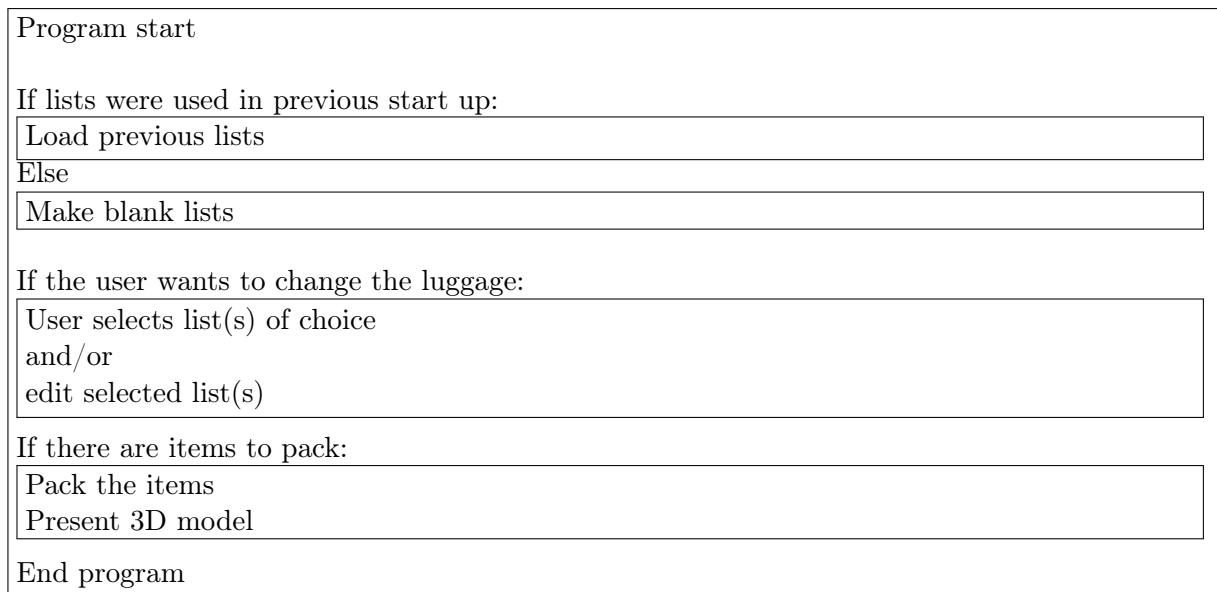 Program start
If lists were used in previous start up:
Load previous lists
Else
Make blank lists
If the user wants to change the luggage:
User selects list(s) of choice
and/or
edit selected list(s)
If there are items to pack:
Pack the items
Present 3D model
End program